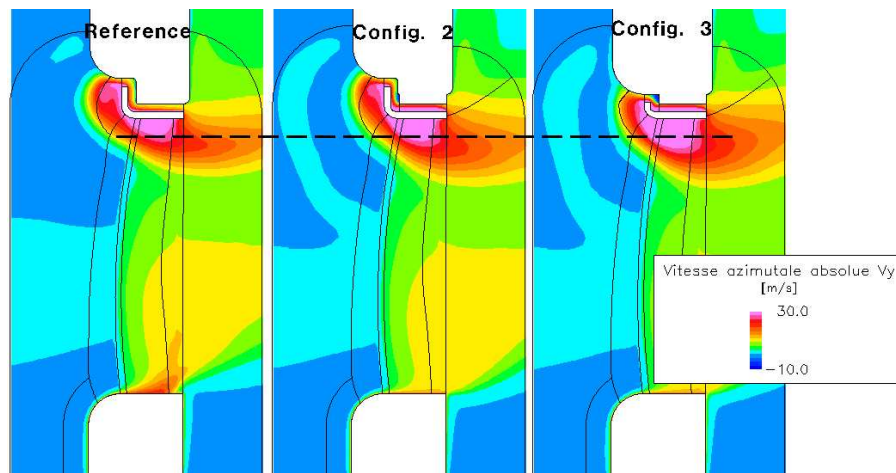 Reference
Config. 2
Config. 3
Vitesse azimutale absolue Vy
[m/s]
30.0
-10.0